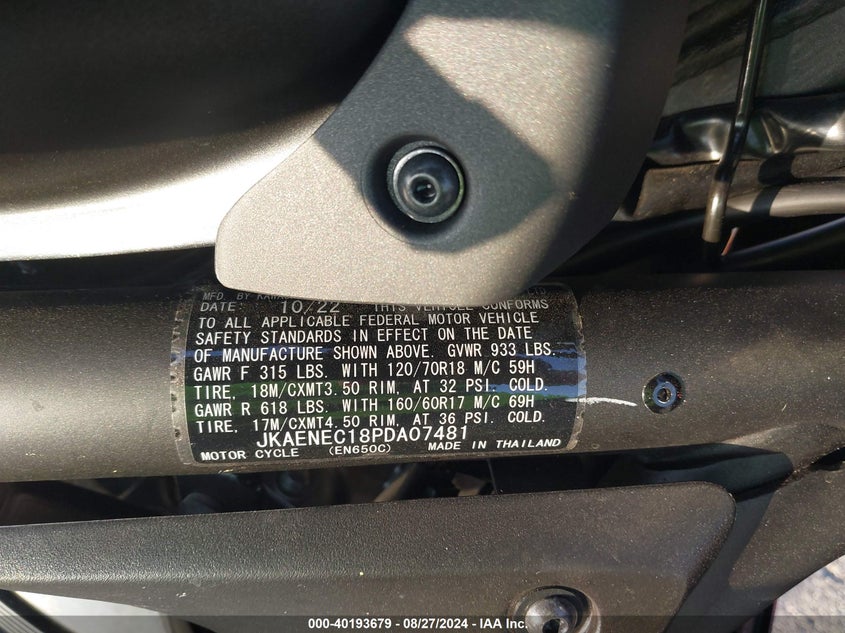 MFD. BY KAWA
DATE: 10/22 THIS VEHICLE CONFORMS
TO ALL APPLICABLE FEDERAL MOTOR VEHICLE
SAFETY STANDARDS IN EFFECT ON THE DATE
OF MANUFACTURE SHOWN ABOVE. GVWR 933 LBS.
GAWR F 315 LBS. WITH 120/70R18 M/C 59H
TIRE, 18M/CXMT3.50 RIM, AT 32 PSI. COLD.
GAWR R 618 LBS. WITH 160/60R17 M/C 69H
TIRE, 17M/CXMT4.50 RIM, AT 36 PSI. COLD.
JKAENEC18PDA07481
MOTOR CYCLE (EN650C) MADE IN THAILAND
000-40193679 - 08/27/2024 - IAA Inc.